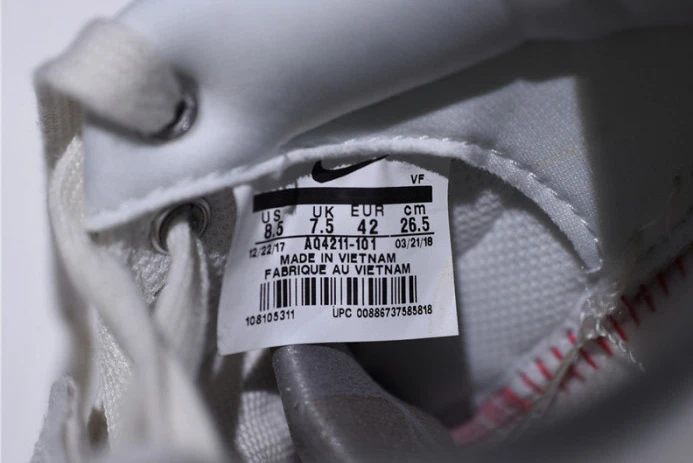 VF
US UK EUR cm
8.5 7.5 42 26.5
12/22/17 AQ4211-101 03/21/18
MADE IN VIETNAM
FABRIQUE AU VIETNAM
108105311 UPC 00886737585818